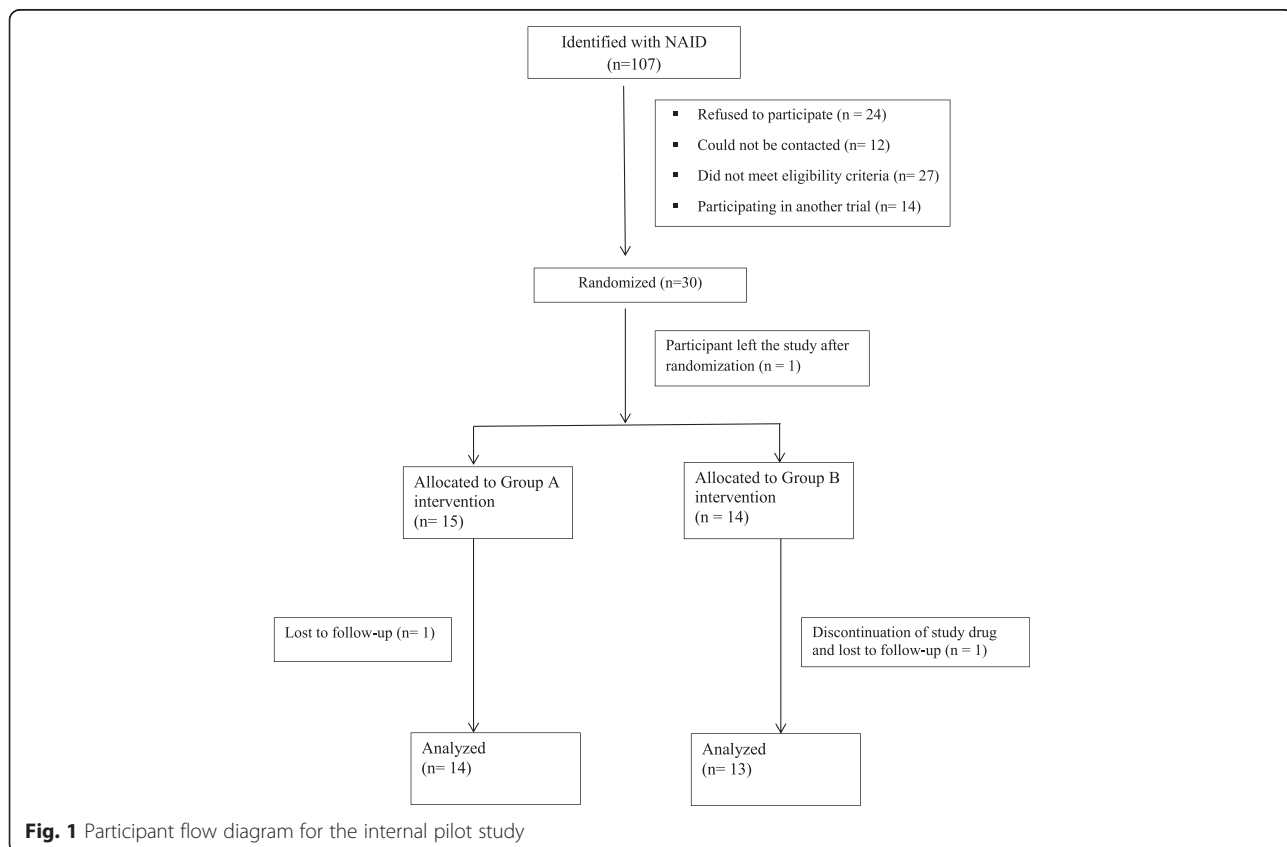 Identified with NAID
(n=107)
▪ Refused to participate (n = 24)
▪ Could not be contacted (n= 12)
▪ Did not meet eligibility criteria (n= 27)
▪ Participating in another trial (n= 14)
Randomized (n=30)
Participant left the study after
randomization (n = 1)
Allocated to Group A
intervention
(n= 15)
Allocated to Group B
intervention
(n = 14)
Lost to follow-up (n= 1)
Discontinuation of study drug
and lost to follow-up (n = 1)
Analyzed
(n= 14)
Analyzed
(n= 13)
Fig. 1 Participant flow diagram for the internal pilot study